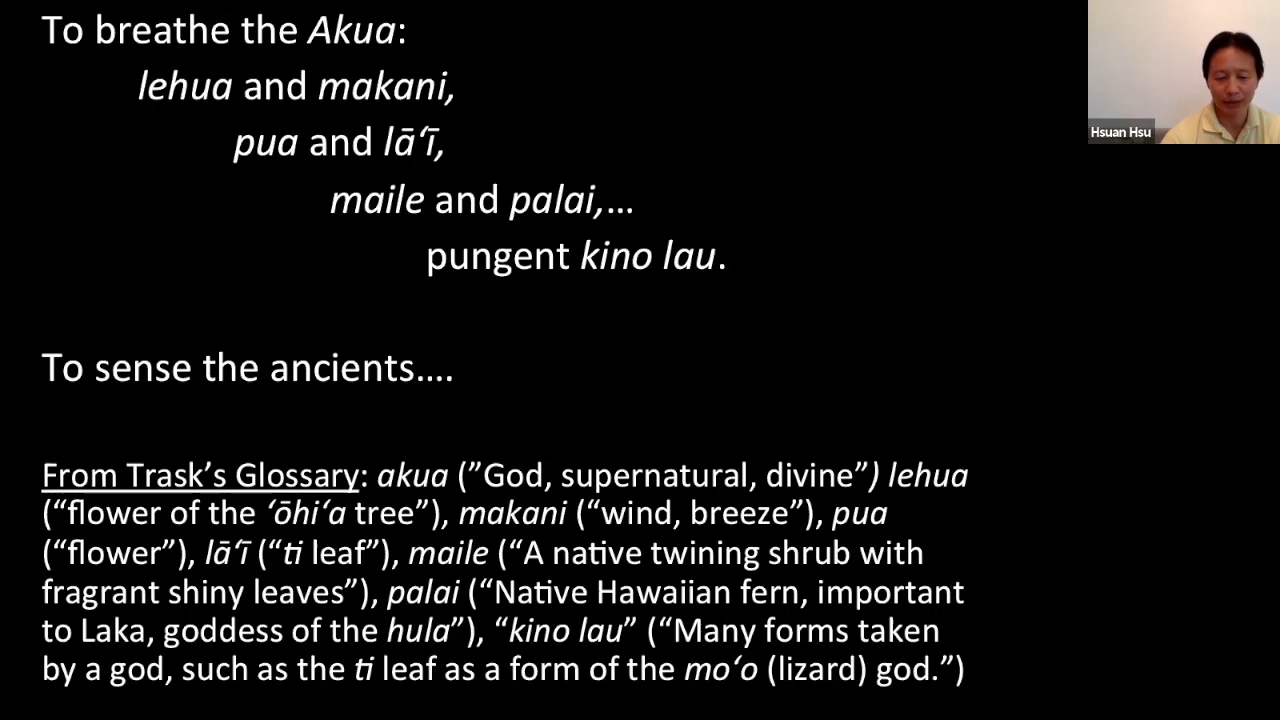 To breathe the Akua:
lehua and makani,
pua and lā‘ī,
maile and palai,…
pungent kino lau.
To sense the ancients….
From Trask’s Glossary: akua (”God, supernatural, divine”) lehua
(“flower of the ‘ōhi‘a tree”), makani (“wind, breeze”), pua
(“flower”), lā‘ī (“ti leaf”), maile (“A native twining shrub with
fragrant shiny leaves”), palai (“Native Hawaiian fern, important
to Laka, goddess of the hula”), “kino lau” (“Many forms taken
by a god, such as the ti leaf as a form of the mo‘o (lizard) god.”)
Hsuan Hsu